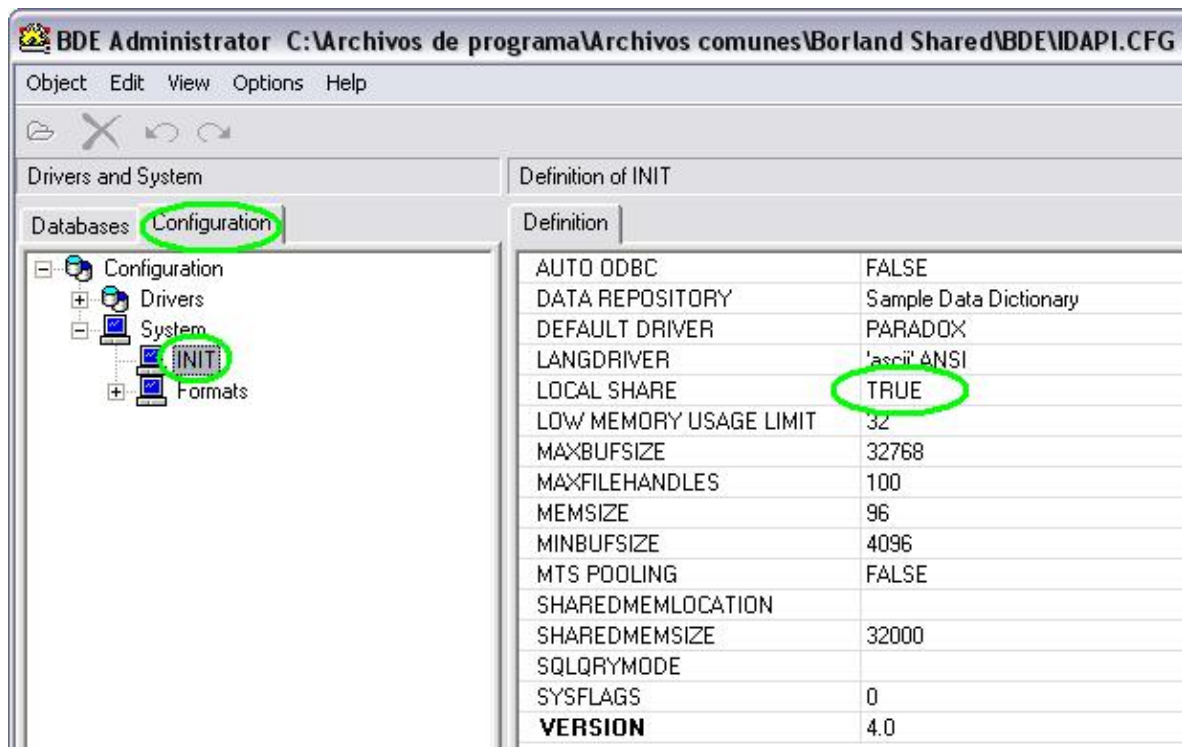 BDE Administrator C:\Archivos de programa\Archivos comunes\Borland Shared\BDE\IDAPI.CFG
Object Edit View Options Help
Drivers and System
Definition of INIT
Databases Configuration
Definition
Configuration
Drivers
System
INIT
Formats
AUTO ODBC FALSE
DATA REPOSITORY Sample Data Dictionary
DEFAULT DRIVER PARADOX
LANGDRIVER 'ascii' ANSI
LOCAL SHARE TRUE
LOW MEMORY USAGE LIMIT 32
MAXBUFSIZE 32768
MAXFILEHANDLES 100
MEMSIZE 96
MINBUFSIZE 4096
MTS POOLING FALSE
SHAREDMEMLOCATION
SHAREDMEMSIZE 32000
SQLQRYMODE
SYSFLAGS 0
VERSION 4.0